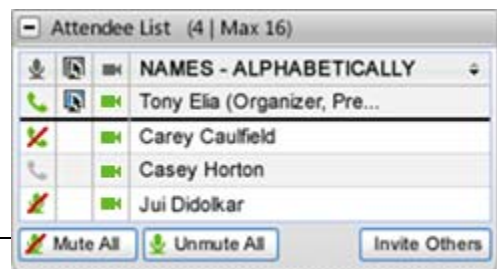 Attendee List (4 | Max 16)
NAMES - ALPHABETICALLY
Tony Elia (Organizer, Pre...
Carey Caulfield
Casey Horton
Jui Didolkar
Mute All Unmute All Invite Others